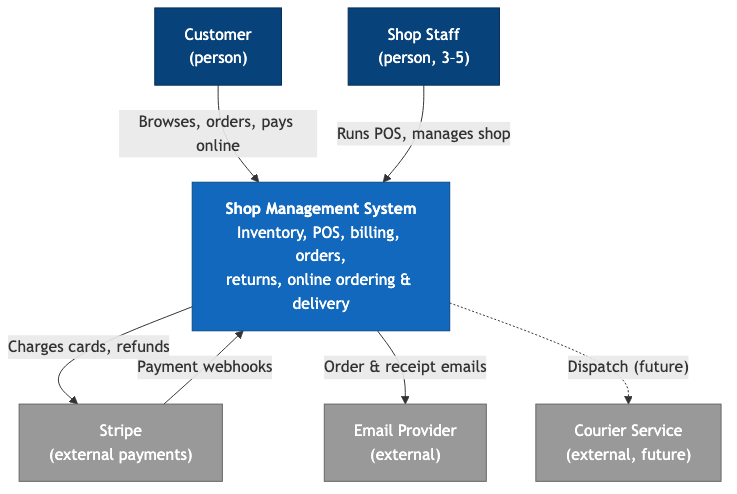 Customer
(person)
Shop Staff
(person, 3–5)
Browses, orders, pays
online
Runs POS, manages shop
Shop Management System
Inventory, POS, billing,
orders,
returns, online ordering &
delivery
Charges cards, refunds
Payment webhooks
Order & receipt emails
Dispatch (future)
Stripe
(external payments)
Email Provider
(external)
Courier Service
(external, future)